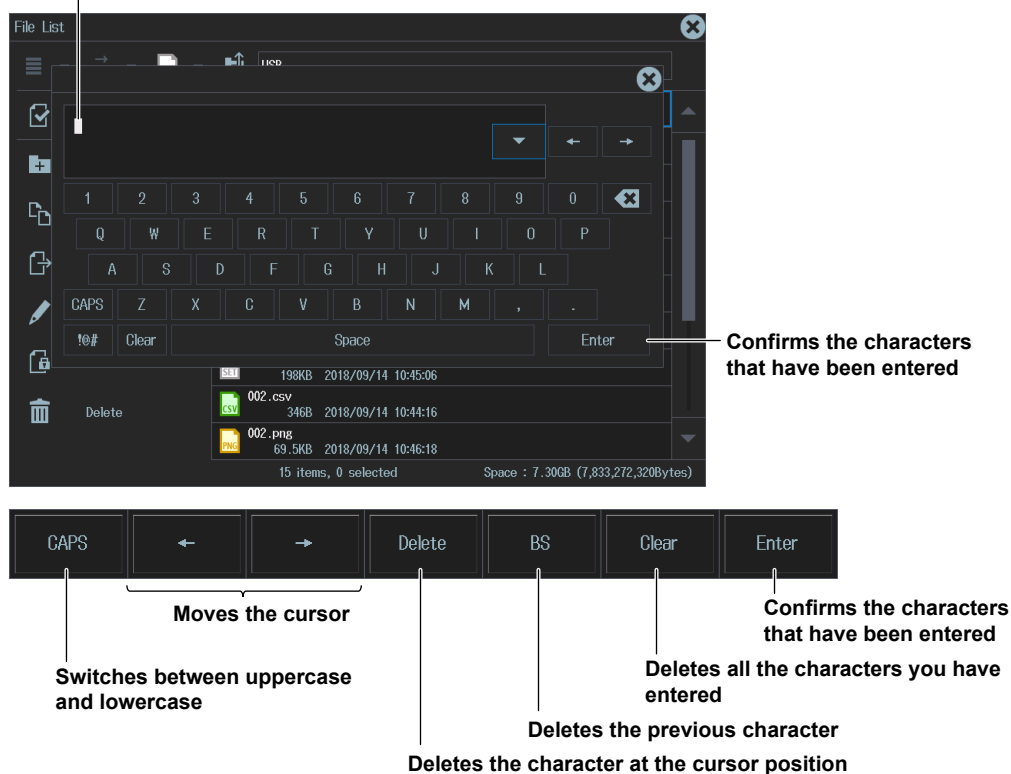 File List
USB
1 2 3 4 5 6 7 8 9 0
Q W E R T Y U I O P
A S D F G H J K L
CAPS Z X C V B N M , .
!@# Clear Space Enter
Confirms the characters
that have been entered
SET
198KB 2018/09/14 10:45:06
002.csv
CSV
346B 2018/09/14 10:44:16
Delete
002.png
PNG
69.5KB 2018/09/14 10:46:18
15 items, 0 selected Space : 7.30GB (7,833,272,320Bytes)
CAPS ← → Delete BS Clear Enter
Moves the cursor
Confirms the characters
that have been entered
Switches between uppercase
and lowercase
Deletes all the characters you have
entered
Deletes the previous character
Deletes the character at the cursor position